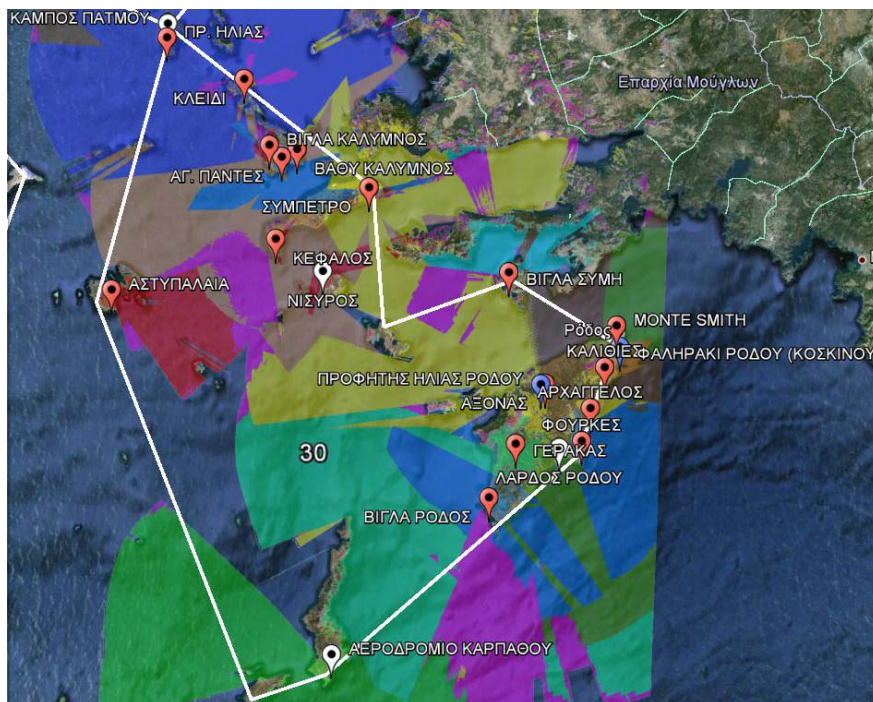 ΚΑΜΠΟΣ ΠΑΤΜΟΥ
ΠΡ. ΗΛΙΑΣ
Επαρχία Μούγλων
ΚΛΕΙΔΙ
ΒΙΓΛΑ ΚΑΛΥΜΝΟΣ
ΑΓ. ΠΑΝΤΕΣ
ΒΑΘΥ ΚΑΛΥΜΝΟΣ
ΣΥΜΠΕΤΡΟ
ΚΕΦΑΛΟΣ
ΑΣΤΥΠΑΛΑΙΑ
ΒΙΓΛΑ ΣΥΜΗ
ΝΙΣΥΡΟΣ
MONTE SMITH
Ρόδος
ΚΑΛΙΘΙΕΣ
ΦΑΛΗΡΑΚΙ ΡΟΔΟΥ (ΚΟΣΚΙΝΟΥ
ΠΡΟΦΗΤΗΣ ΗΛΙΑΣ ΡΟΔΟΥ
ΑΡΧΑΓΓΕΛΟΣ
ΑΞΟΝΑΣ
ΦΟΥΡΚΕΣ
30
ΓΕΡΑΚΑΣ
ΛΑΡΔΟΣ ΡΟΔΟΥ
ΒΙΓΛΑ ΡΟΔΟΣ
ΑΕΡΟΔΡΟΜΙΟ ΚΑΡΠΑΘΟΥ